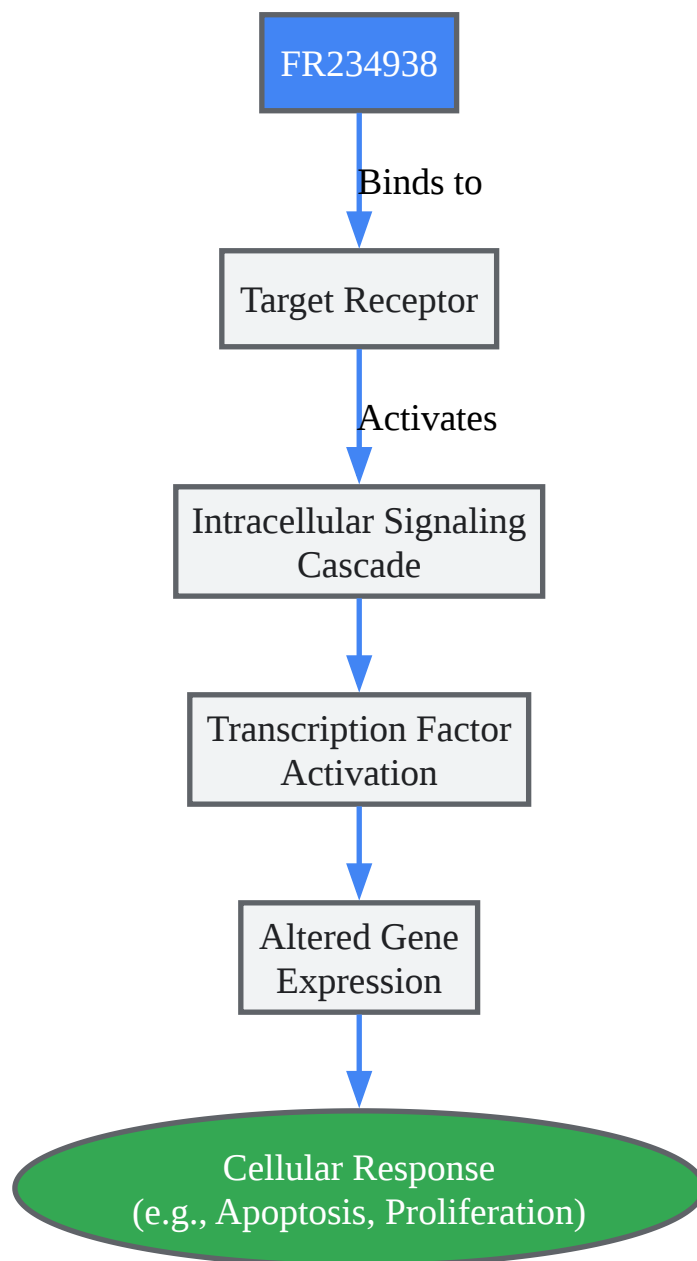 FR234938
Binds to
Target Receptor
Activates
Intracellular Signaling
Cascade
Transcription Factor
Activation
Altered Gene
Expression
Cellular Response
(e.g., Apoptosis, Proliferation)